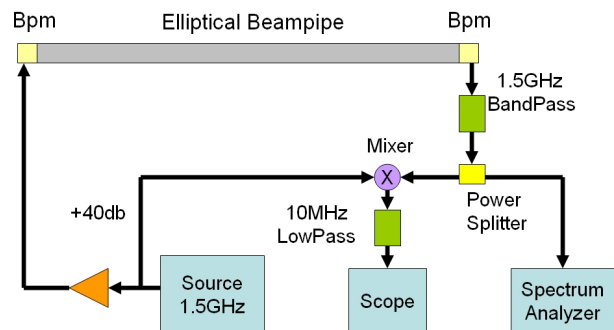 Bpm
Elliptical Beampipe
Bpm
1.5GHz
BandPass
Mixer
X
Power
Splitter
+40db
10MHz
LowPass
Source
1.5GHz
Scope
Spectrum
Analyzer